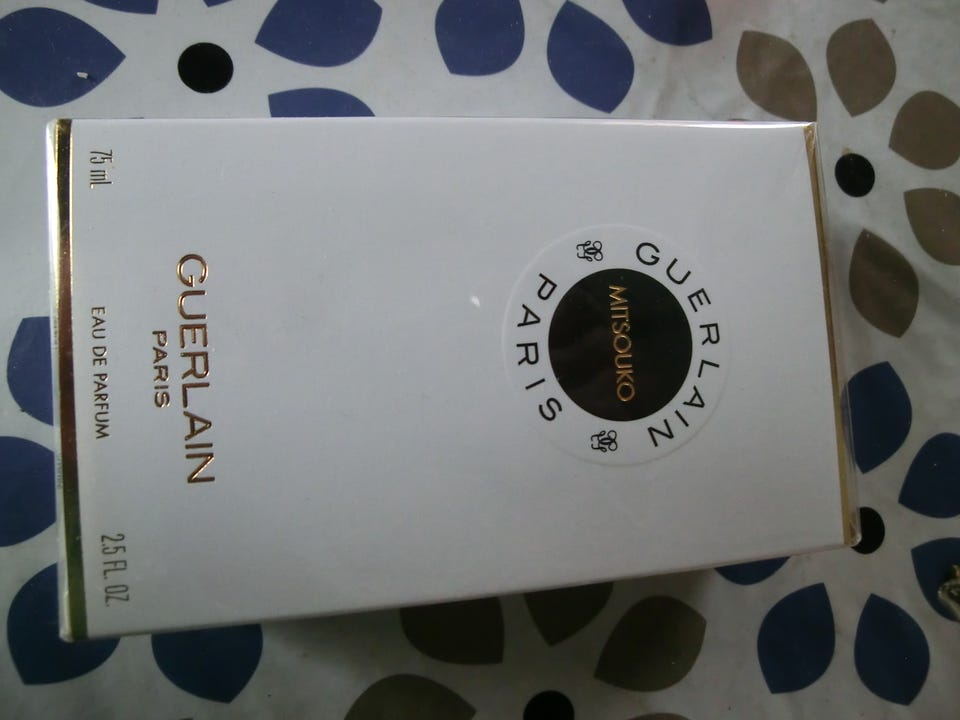 GUERLAIN
MITSOUKO
PARIS
GUERLAIN
PARIS
75 mL
EAU DE PARFUM
2.5 FL. OZ.